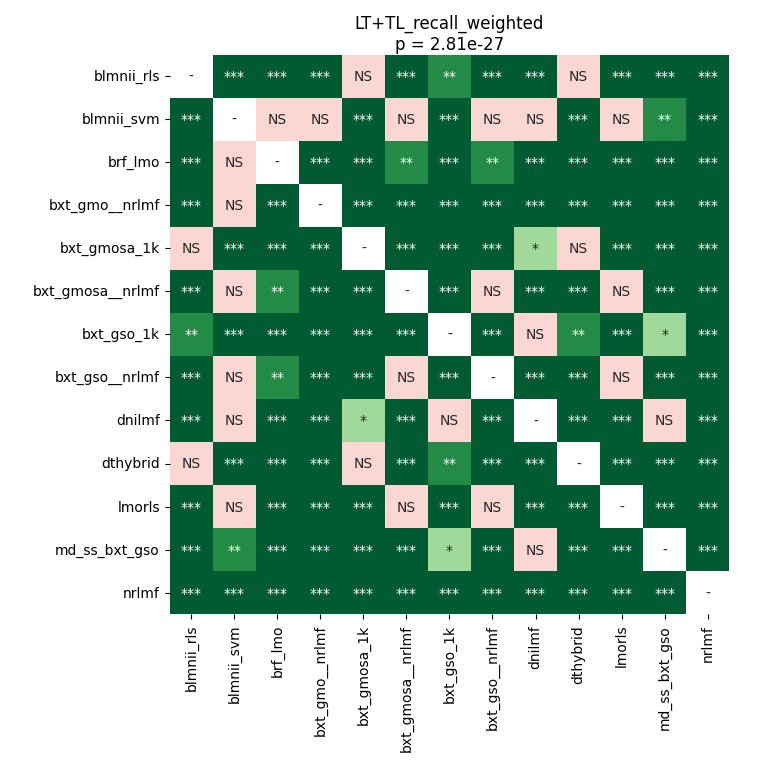 LT+TL_recall_weighted
p = 2.81e-27
blmnii_rls - *** *** *** NS *** ** *** *** NS *** *** ***
blmnii_svm *** - NS NS *** NS *** NS NS *** NS ** ***
brf_lmo *** NS - *** *** ** *** ** *** *** *** *** ***
bxt_gmo__nrlmf *** NS *** - *** *** *** *** *** *** *** *** ***
bxt_gmosa_1k NS *** *** *** - *** *** *** * NS *** *** ***
bxt_gmosa__nrlmf *** NS ** *** *** - *** NS *** *** NS *** ***
bxt_gso_1k ** *** *** *** *** *** - *** NS ** *** * ***
bxt_gso__nrlmf *** NS ** *** *** NS *** - *** *** NS *** ***
dnilmf *** NS *** *** * *** NS *** - *** *** NS ***
dthybrid NS *** *** *** NS *** ** *** *** - *** *** ***
lmorls *** NS *** *** *** NS *** NS *** *** - *** ***
md_ss_bxt_gso *** ** *** *** *** *** * *** NS *** *** - ***
nrlmf *** *** *** *** *** *** *** *** *** *** *** *** -
blmnii_rls
blmnii_svm
brf_lmo
bxt_gmo__nrlmf
bxt_gmosa_1k
bxt_gmosa__nrlmf
bxt_gso_1k
bxt_gso__nrlmf
dnilmf
dthybrid
lmorls
md_ss_bxt_gso
nrlmf